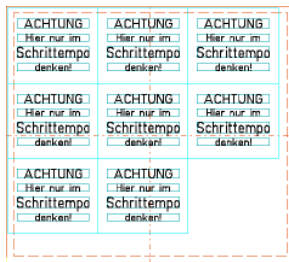 ACHTUNG ACHTUNG ACHTUNG
Hier nur im Hier nur im Hier nur im
Schrittempo Schrittempo Schrittempo
denken! denken! denken!
ACHTUNG ACHTUNG ACHTUNG
Hier nur im Hier nur im Hier nur im
Schrittempo Schrittempo Schrittempo
denken! denken! denken!
ACHTUNG ACHTUNG
Hier nur im Hier nur im
Schrittempo Schrittempo
denken! denken!